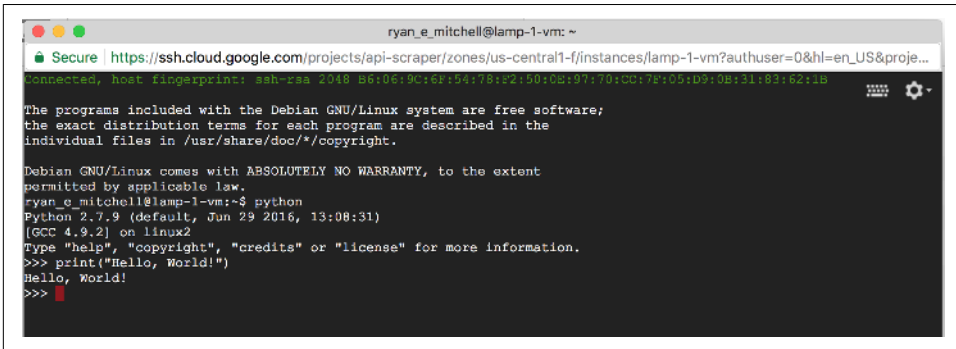 ryan_e_mitchell@lamp-1-vm: ~
Secure | https://ssh.cloud.google.com/projects/api-scraper/zones/us-central1-f/instances/lamp-1-vm?authuser=0&hl=en_US&proje...
Connected, host fingerprint: ssh-rsa 2048 B6:06:9C:6F:54:78:F2:50:0E:97:70:CC:7F:05:D9:0B:31:83:62:1B
The programs included with the Debian GNU/Linux system are free software;
the exact distribution terms for each program are described in the
individual files in /usr/share/doc/*/copyright.
Debian GNU/Linux comes with ABSOLUTELY NO WARRANTY, to the extent
permitted by applicable law.
ryan_e_mitchell@lamp-1-vm:~$ python
Python 2.7.9 (default, Jun 29 2016, 13:08:31)
[GCC 4.9.2] on linux2
Type "help", "copyright", "credits" or "license" for more information.
>>> print("Hello, World!")
Hello, World!
>>>